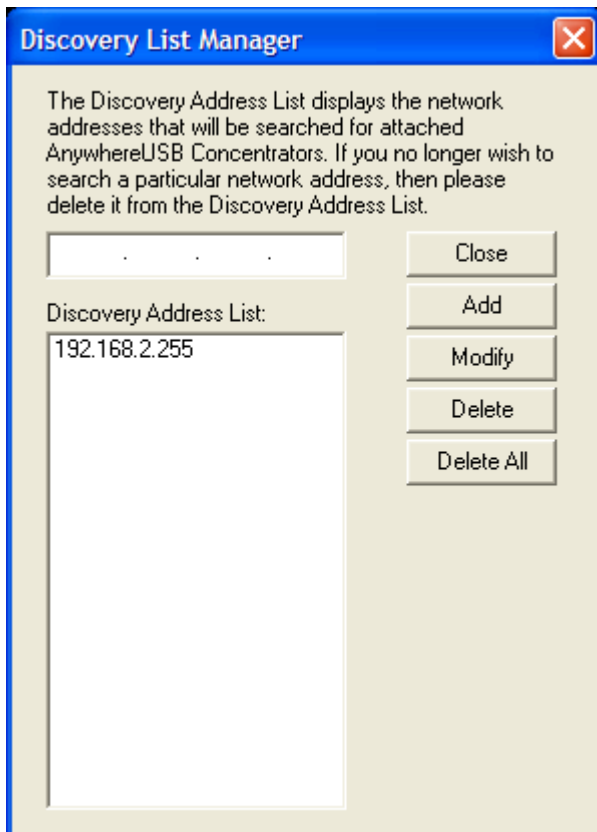 Discovery List Manager
The Discovery Address List displays the network
addresses that will be searched for attached
AnywhereUSB Concentrators. If you no longer wish to
search a particular network address, then please
delete it from the Discovery Address List.
. . .
Close
Discovery Address List:
Add
192.168.2.255
Modify
Delete
Delete All